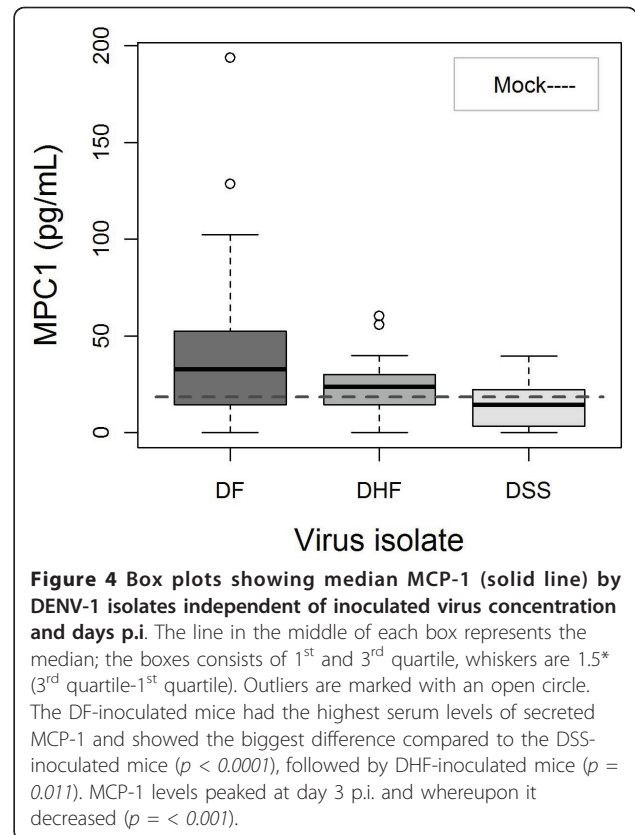 200
150
100
50
0
MPC1 (pg/mL)
Mock----
DF
DHF
DSS
Virus isolate
Figure 4 Box plots showing median MCP-1 (solid line) by
DENV-1 isolates independent of inoculated virus concentration
and days p.i. The line in the middle of each box represents the
median; the boxes consists of 1st and 3rd quartile, whiskers are 1.5*
(3rd quartile-1st quartile). Outliers are marked with an open circle.
The DF-inoculated mice had the highest serum levels of secreted
MCP-1 and showed the biggest difference compared to the DSS-
inoculated mice (p < 0.0001), followed by DHF-inoculated mice (p =
0.011). MCP-1 levels peaked at day 3 p.i. and whereupon it
decreased (p = < 0.001).